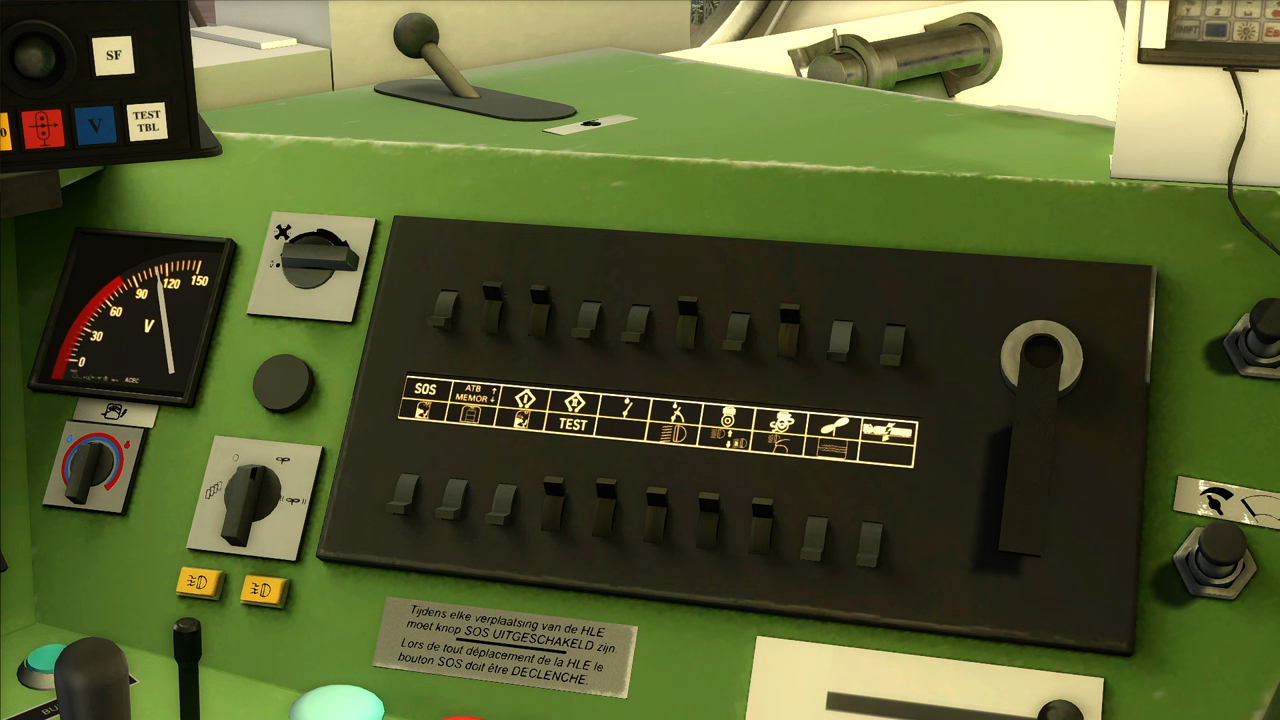 SF
0
V
TEST
TBL
0
30
60
90
120
150
V
ACEC
SOS
ATB
MEMOR
TEST
Tijdens elke verplaatsing van de HLE
moet knop SOS UITGESCHAKELD zijn.
Lors de tout déplacement de la HLE le
bouton SOS doit être DECLENCHE.
BU